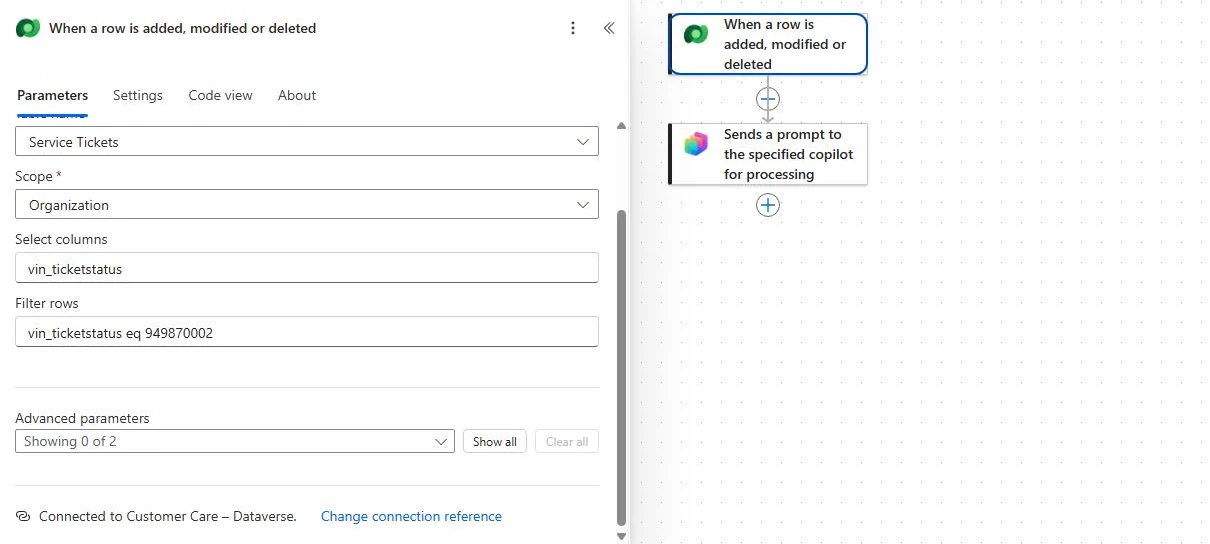 When a row is added, modified or deleted
Parameters
Settings
Code view
About
Service Tickets
Scope *
Organization
Select columns
vin_ticketstatus
Filter rows
vin_ticketstatus eq 949870002
Advanced parameters
Showing 0 of 2
Show all
Clear all
Connected to Customer Care – Dataverse.
Change connection reference
When a row is
added, modified or
deleted
Sends a prompt to
the specified copilot
for processing